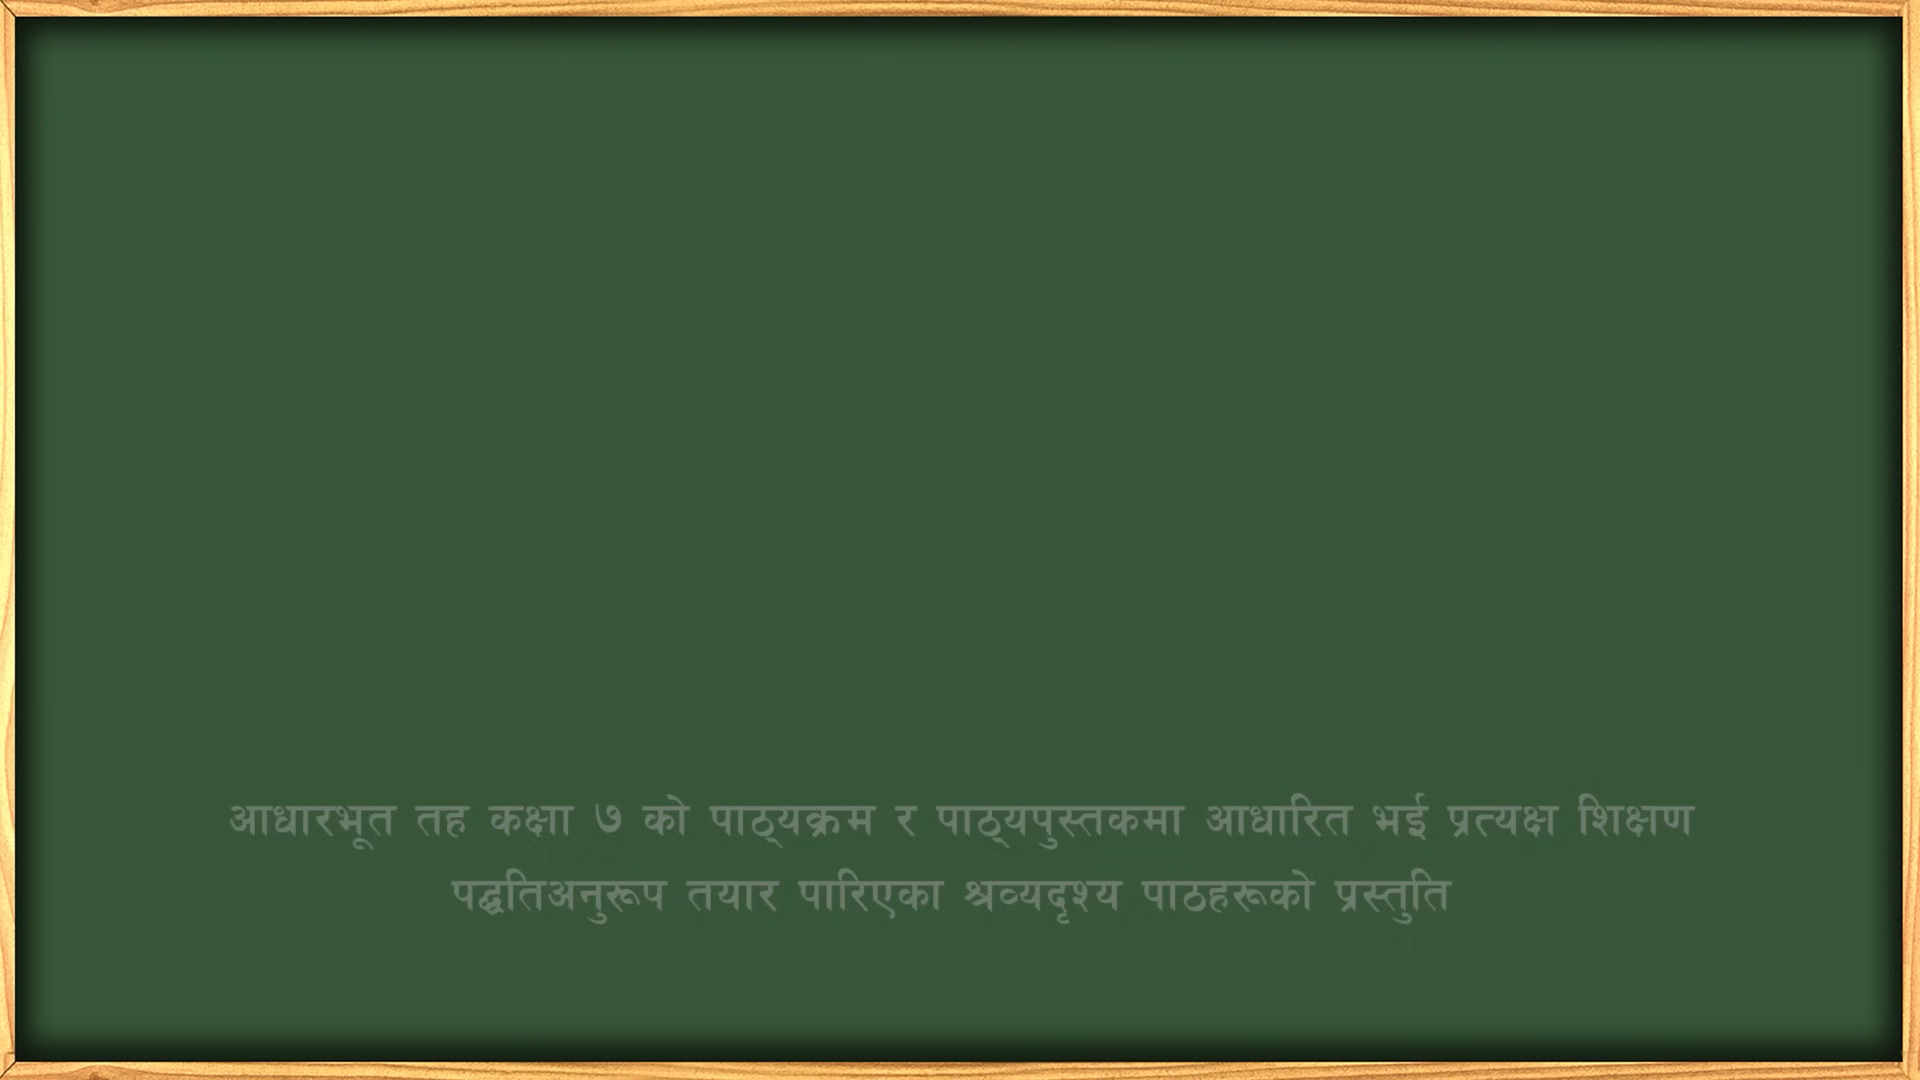 आधारभूत तह कक्षा ७ को पाठ्यक्रम र पाठ्यपुस्तकमा आधारित भई प्रत्यक्ष शिक्षण
पद्धतिअनुरूप तयार पारिएका श्रव्यदृश्य पाठहरूको प्रस्तुति